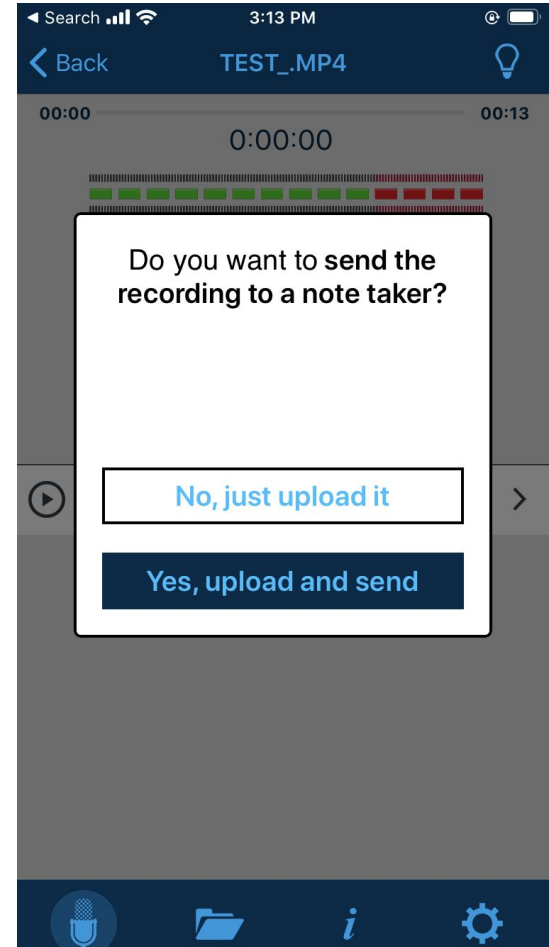 Search 3:13 PM
Back TEST_.MP4
00:00 00:13
0:00:00
Do you want to send the
recording to a note taker?
No, just upload it
Yes, upload and send
i